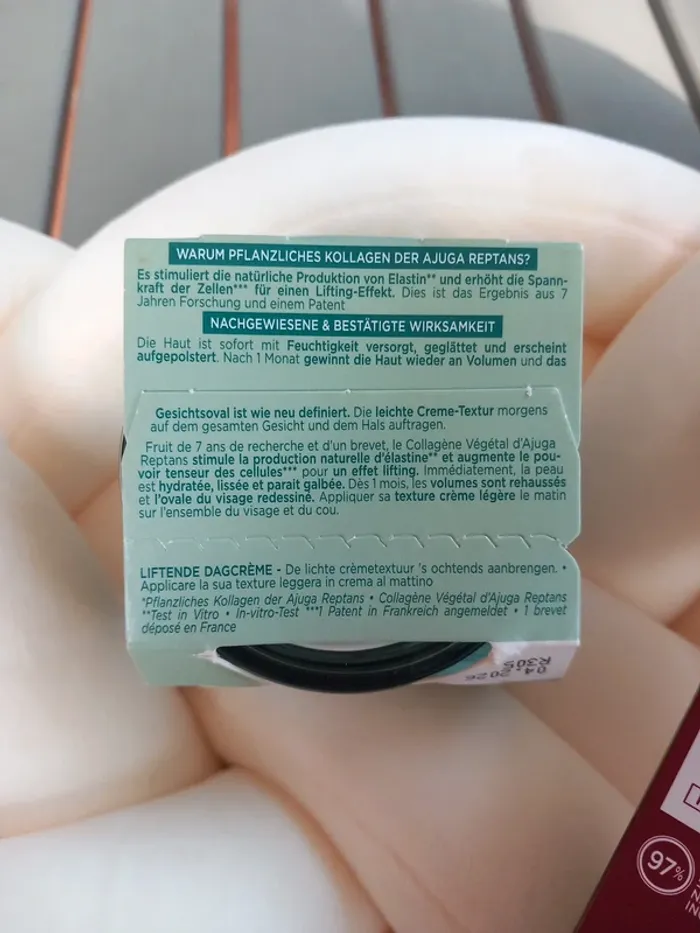 WARUM PFLANZLICHES KOLLAGEN DER AJUGA REPTANS?
Es stimuliert die natürliche Produktion von Elastin** und erhöht die Spann-
kraft der Zellen*** für einen Lifting-Effekt. Dies ist das Ergebnis aus 7
Jahren Forschung und einem Patent
NACHGEWIESENE & BESTÄTIGTE WIRKSAMKEIT
Die Haut ist sofort mit Feuchtigkeit versorgt, geglättet und erscheint
aufgepolstert. Nach 1 Monat gewinnt die Haut wieder an Volumen und das
Gesichtsoval ist wie neu definiert. Die leichte Creme-Textur morgens
auf dem gesamten Gesicht und dem Hals auftragen.
Fruit de 7 ans de recherche et d'un brevet, le Collagène Végétal d'Ajuga
Reptans stimule la production naturelle d'élastine** et augmente le pou-
voir tenseur des cellules*** pour un effet lifting. Immédiatement, la peau
est hydratée, lissée et parait galbée. Dès 1 mois, les volumes sont rehaussés
et l'ovale du visage redessiné. Appliquer sa texture crème légère le matin
sur l'ensemble du visage et du cou.
LIFTENDE DAGCRÈME - De lichte crèmetextuur 's ochtends aanbrengen. •
Applicare la sua texture leggera in crema al mattino
*Pflanzliches Kollagen der Ajuga Reptans • Collagène Végétal d'Ajuga Reptans
**Test in Vitro • In-vitro-Test ***1 Patent in Frankreich angemeldet • 1 brevet
déposé en France
97%